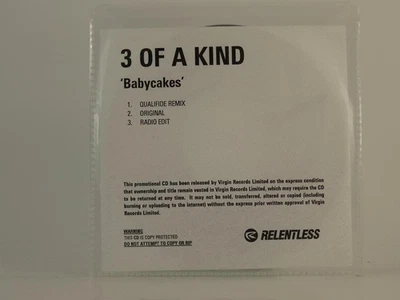 3 OF A KIND
'Babycakes'
1. QUALIFIDE REMIX
2. ORIGINAL
3. RADIO EDIT
This promotional CD has been released by Virgin Records Limited on the express condition
that ownership and title remain vested in Virgin Records Limited, which may require the CD
to be returned at any time. It may not be sold, transferred, altered or copied (including
burning or uploading to the internet) without the express prior written approval of Virgin
Records Limited.
WARNING
THIS CD IS COPY PROTECTED
DO NOT ATTEMPT TO COPY OR RIP
RELENTLESS